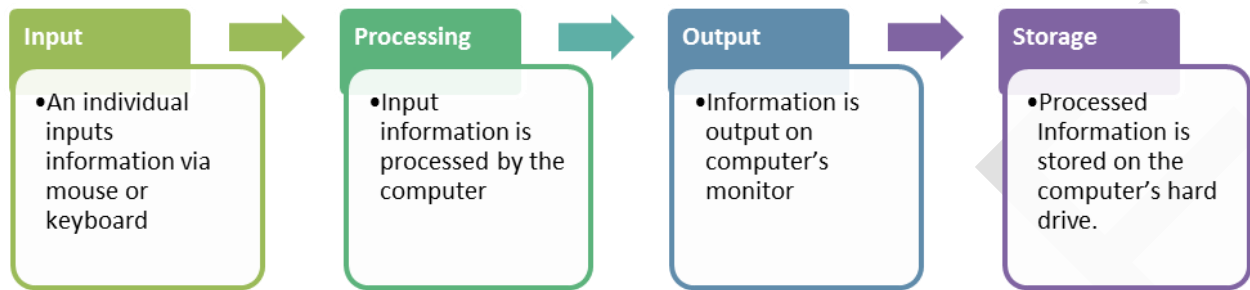 Input
•An individual
inputs
information via
mouse or
keyboard
Processing
•Input
information is
processed by the
computer
Output
•Information is
output on
computer's
monitor
Storage
•Processed
Information is
stored on the
computer's hard
drive.